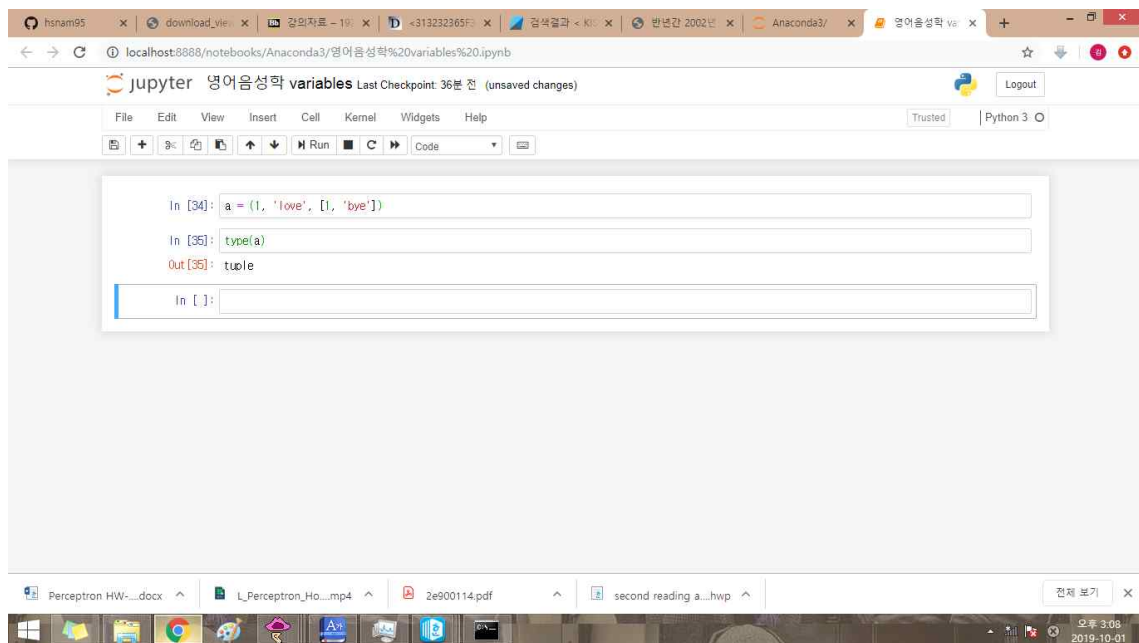 hsnam95
download_vie
강의자료 – 19
<313232365F
검색결과 < KI
반년간 2002년
Anaconda3/
영어음성학 va
localhost:8888/notebooks/Anaconda3/영어음성학%20variables%20.ipynb
jupyter 영어음성학 variables Last Checkpoint: 36분 전 (unsaved changes)
Logout
File Edit View Insert Cell Kernel Widgets Help
Trusted Python 3
Run Code
In [34]: a = (1, 'love', [1, 'bye'])
In [35]: type(a)
Out[35]: tuple
In [ ]:
Perceptron HW-....docx
L_Perceptron_Ho....mp4
2e900114.pdf
second reading a....hwp
전체 보기
오후 3:08
2019-10-01